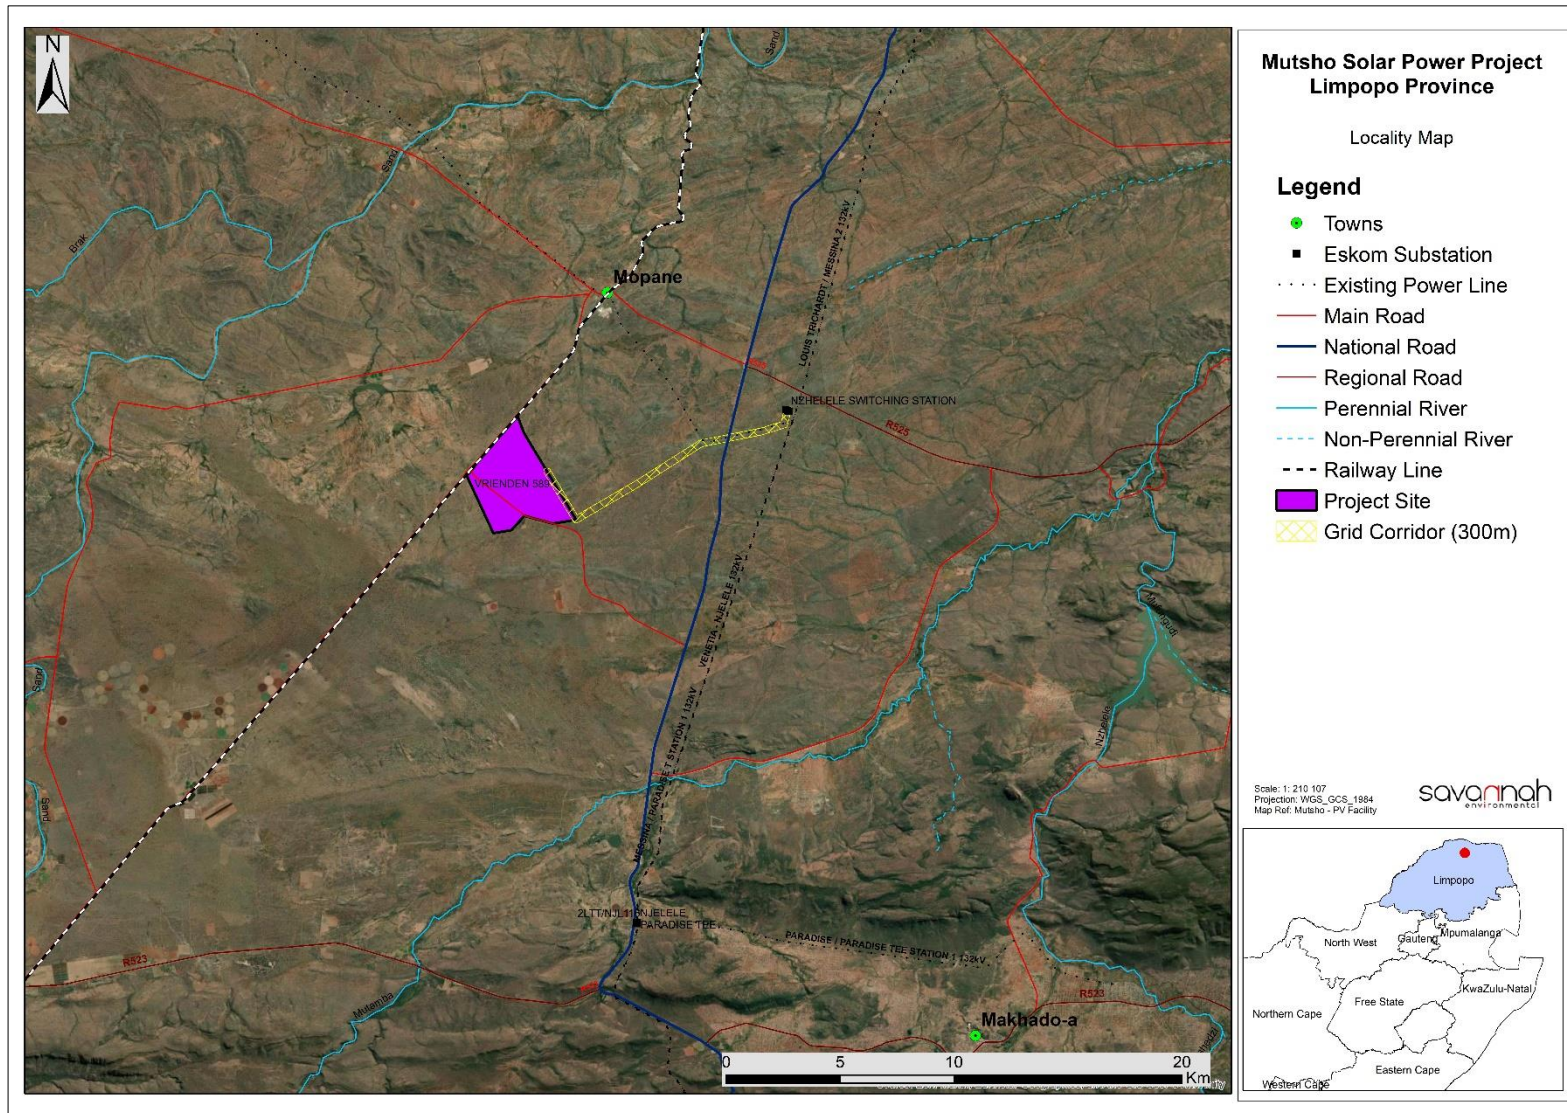 N
Sand
Sand
Brak
Mopane
LOUIS TRICHARDT / MESSINA 2 132kV
NZHELELE SWITCHING STATION
R525
VRIENDEN 589
VENETIA - NJELELE 132kV
MESSINA / PARADISE T STATION 1 132kV
Sand
Sand
Nzhelele
2LTT/NJL116NJELELE
PARADISE TEE
PARADISE / PARADISE TEE STATION 1 132kV
R523
R523
Mutamba
Makhado-a
0 5 10 20
Km
Mutsho Solar Power Project
Limpopo Province
Locality Map
Legend
Towns
Eskom Substation
Existing Power Line
Main Road
National Road
Regional Road
Perennial River
Non-Perennial River
Railway Line
Project Site
Grid Corridor (300m)
Scale: 1: 210 107
Projection: WGS_GCS_1984
Map Ref: Mutsho - PV Facility
savannah
environmental
Limpopo
North West
Gauteng
Mpumalanga
Free State
KwaZulu-Natal
Northern Cape
Eastern Cape
Western Cape